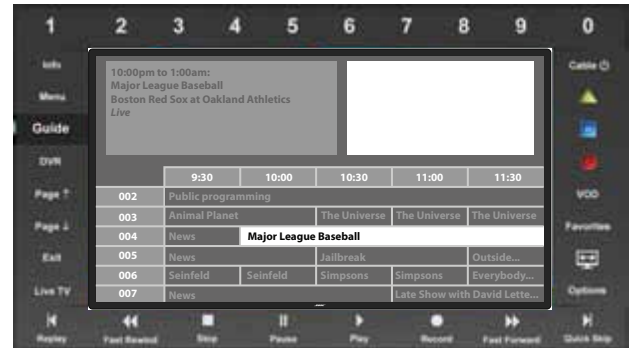 1 2 3 4 5 6 7 8 9 0
Info
Cable
Menu
Guide
DVR
Page ↑
VOD
Page ↓
Favorites
Exit
Live TV
Options
10:00pm to 1:00am:
Major League Baseball
Boston Red Sox at Oakland Athletics
Live
9:30 10:00 10:30 11:00 11:30
002 Public programming
003 Animal Planet The Universe The Universe The Universe
004 News Major League Baseball
005 News Jailbreak Outside...
006 Seinfeld Seinfeld Simpsons Simpsons Everybody...
007 News Late Show with David Lette...
Replay Fast Rewind Stop Pause Play Record Fast Forward Quick Skip